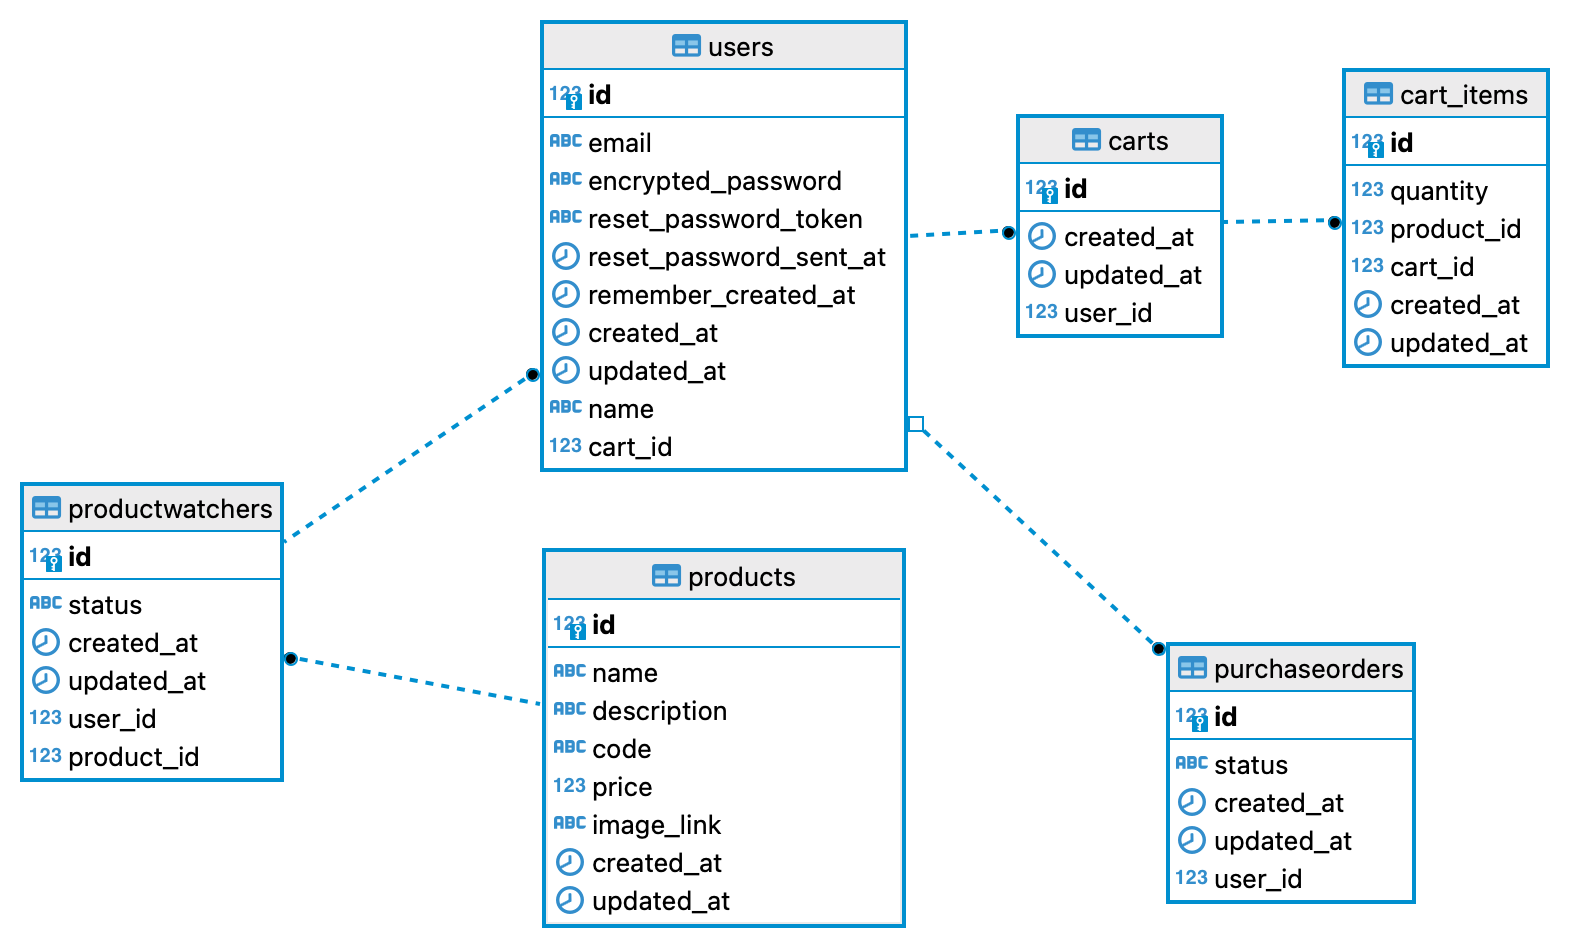 users
123 id
ABC email
ABC encrypted_password
ABC reset_password_token
reset_password_sent_at
remember_created_at
created_at
updated_at
ABC name
123 cart_id
carts
123 id
created_at
updated_at
123 user_id
cart_items
123 id
123 quantity
123 product_id
123 cart_id
created_at
updated_at
productwatchers
123 id
ABC status
created_at
updated_at
123 user_id
123 product_id
products
123 id
ABC name
ABC description
ABC code
123 price
ABC image_link
created_at
updated_at
purchaseorders
123 id
ABC status
created_at
updated_at
123 user_id